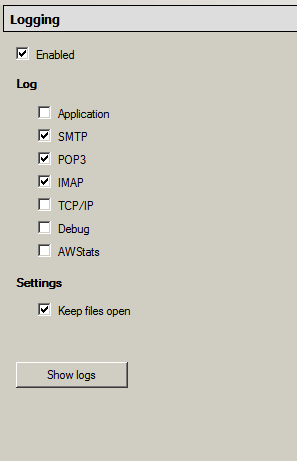 Logging
Enabled
Log
Application
SMTP
POP3
IMAP
TCP/IP
Debug
AWStats
Settings
Keep files open
Show logs